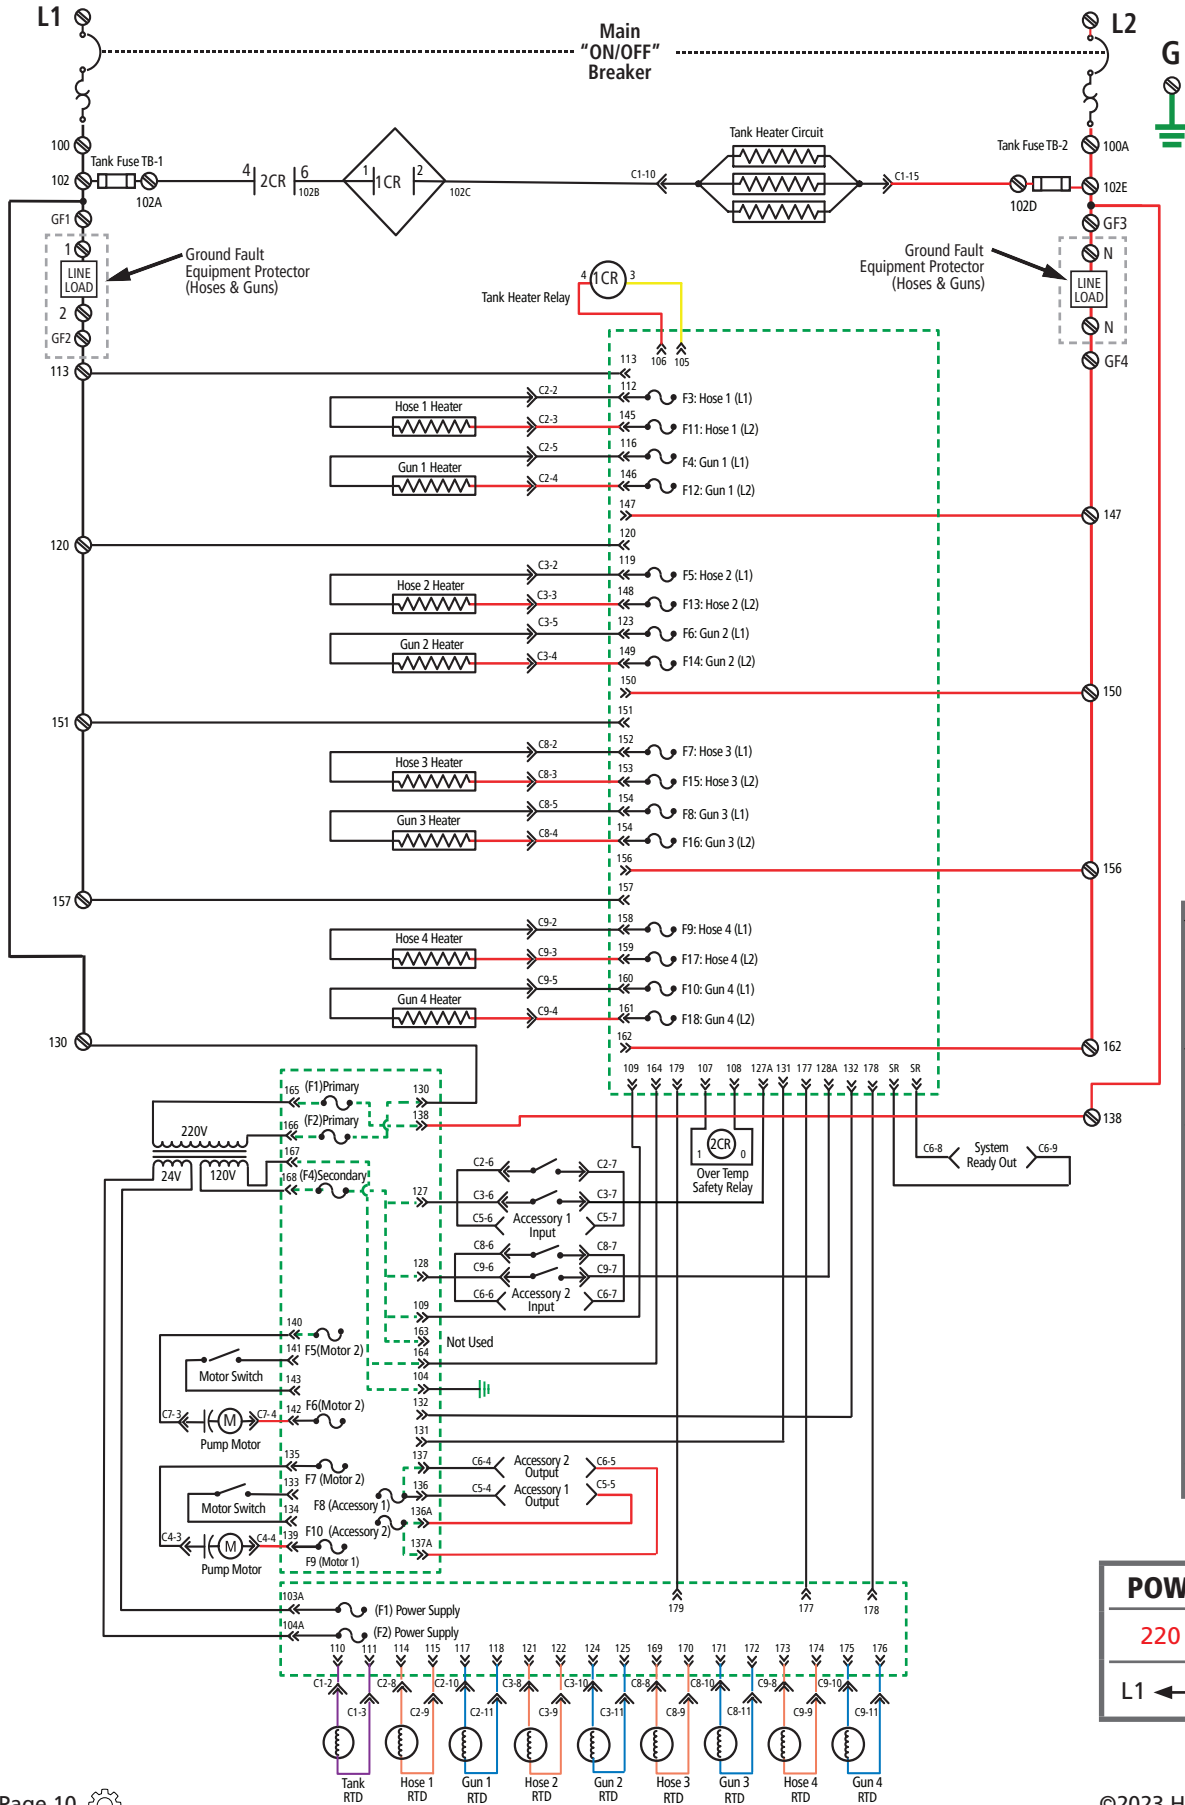 L1
Main
“ON/OFF”
Breaker
L2
G
100
Tank Fuse TB-1
102
102A
4
2CR
6
102B
1
1CR
2
102C
Tank Heater Circuit
C1-10
C1-15
Tank Fuse TB-2
100A
102E
102D
GF1
1
LINE
LOAD
2
GF2
113
Ground Fault
Equipment Protector
(Hoses & Guns)
Ground Fault
Equipment Protector
(Hoses & Guns)
GF3
N
LINE
LOAD
N
GF4
4
1CR
3
Tank Heater Relay
106
105
113
112
C2-2
F3: Hose 1 (L1)
Hose 1 Heater
C2-3
145
F11: Hose 1 (L2)
C2-5
116
F4: Gun 1 (L1)
Gun 1 Heater
C2-4
146
F12: Gun 1 (L2)
147
147
120
120
C3-2
119
F5: Hose 2 (L1)
Hose 2 Heater
C3-3
148
F13: Hose 2 (L2)
C3-5
123
F6: Gun 2 (L1)
Gun 2 Heater
C3-4
149
F14: Gun 2 (L2)
150
150
151
151
C8-2
152
F7: Hose 3 (L1)
Hose 3 Heater
C8-3
153
F15: Hose 3 (L2)
C8-5
154
F8: Gun 3 (L1)
Gun 3 Heater
C8-4
154
F16: Gun 3 (L2)
156
156
157
157
C9-2
158
F9: Hose 4 (L1)
Hose 4 Heater
C9-3
159
F17: Hose 4 (L2)
C9-5
160
F10: Gun 4 (L1)
Gun 4 Heater
C9-4
161
F18: Gun 4 (L2)
162
162
130
109 164 179 107 108 127A 131 177 128A 132 178 SR SR
165
(F1)Primary
130
138
138
220V
166
(F2)Primary
167
24V
120V
168
(F4)Secondary
127
C2-6
C2-7
C3-6
C3-7
C5-6
Accessory 1
Input
C5-7
2CR
1
0
Over Temp
Safety Relay
C6-8
System
Ready Out
C6-9
128
C8-6
C8-7
C9-6
C9-7
C6-6
Accessory 2
Input
C6-7
109
140
F5(Motor 2)
163
Not Used
141
Motor Switch
164
143
104
C7-3
M
C7-4
142
F6(Motor 2)
132
Pump Motor
131
135
F7 (Motor 2)
137
C6-4
Accessory 2
Output
C6-5
133
Motor Switch
F8 (Accessory 1)
136
C5-4
Accessory 1
Output
C5-5
134
136A
F10 (Accessory 2)
C4-3
M
C4-4
139
Pump Motor
F9 (Motor 1)
137A
103A
(F1) Power Supply
104A
(F2) Power Supply
179
177
178
110 111 114 115 117 118 121 122 124 125 169 170 171 172 173 174 175 176
C1-2 C2-8 C2-10 C3-8 C3-10 C8-8 C8-10 C9-8 C9-10
C1-3 C2-9 C2-11 C3-9 C3-11 C8-9 C8-11 C9-9 C9-11
Tank
RTD
Hose 1
RTD
Gun 1
RTD
Hose 2
RTD
Gun 2
RTD
Hose 3
RTD
Gun 3
RTD
Hose 4
RTD
Gun 4
RTD
POW
220
L1
Page 10
©2023 H